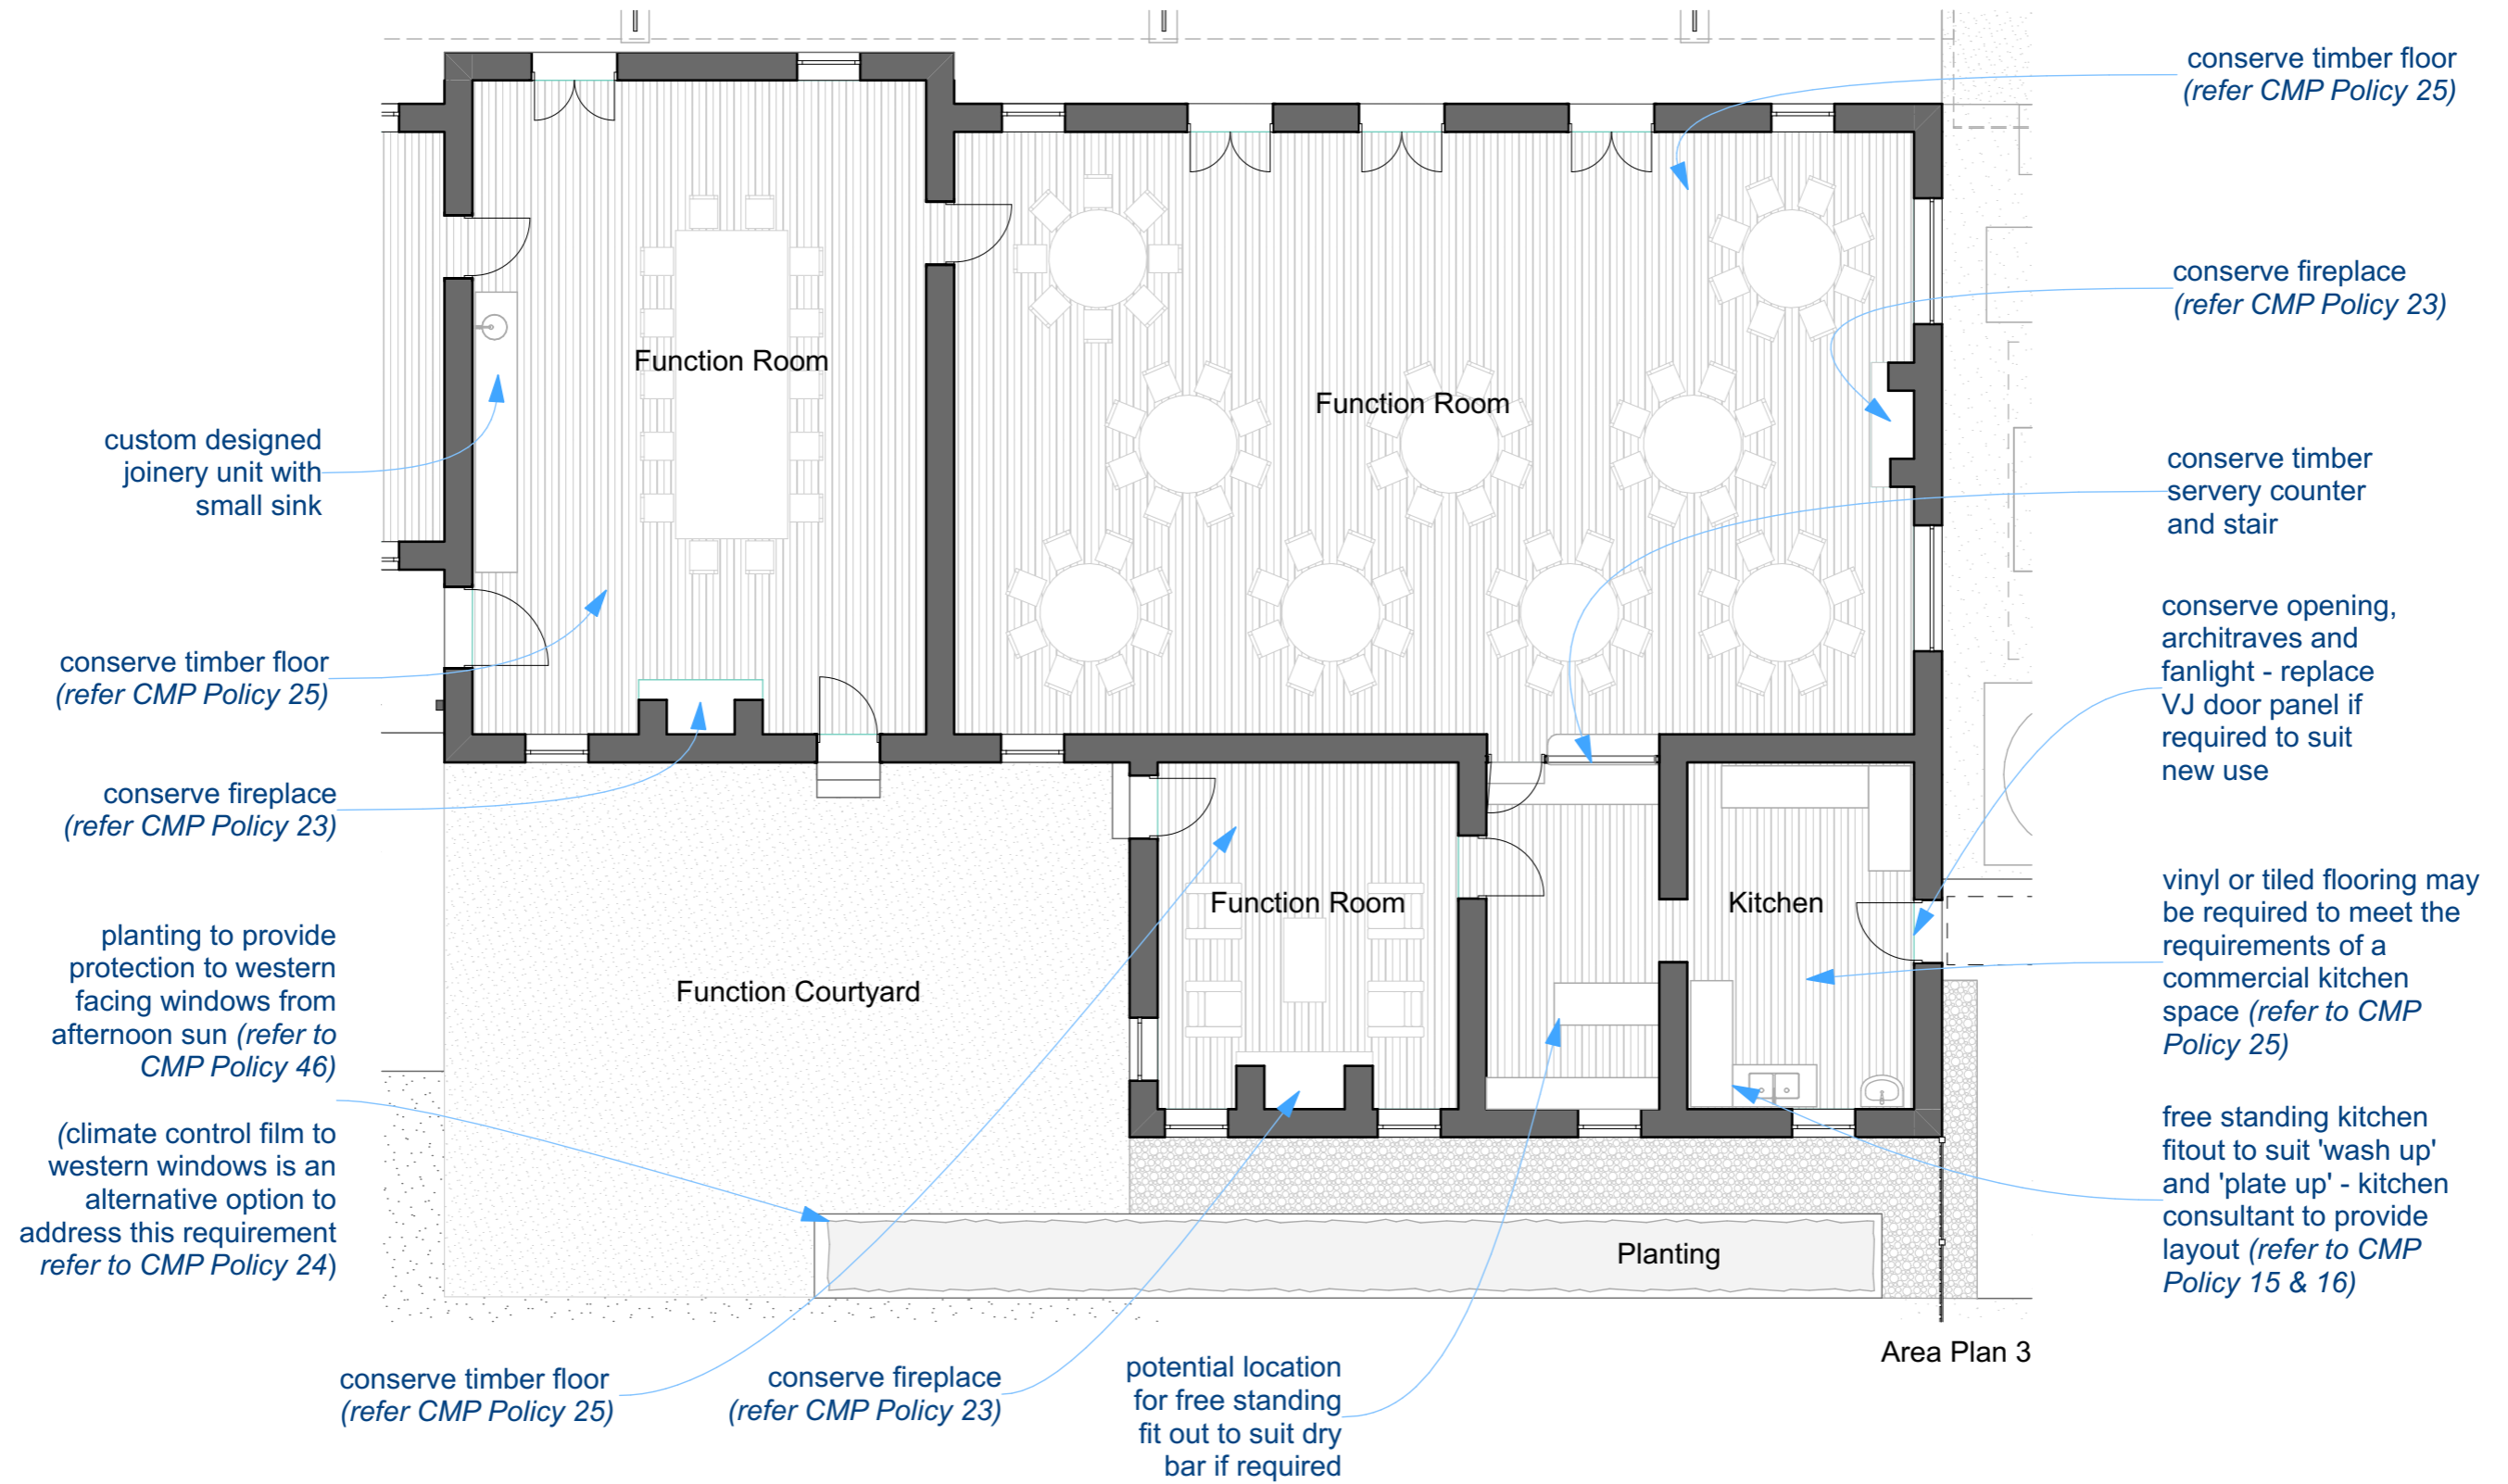 conserve timber floor
(refer CMP Policy 25)
conserve fireplace
(refer CMP Policy 23)
Function Room
Function Room
custom designed
joinery unit with
small sink
conserve timber
servery counter
and stair
conserve opening,
architraves and
fanlight - replace
VJ door panel if
required to suit
new use
conserve timber floor
(refer CMP Policy 25)
conserve fireplace
(refer CMP Policy 23)
Function Room
Kitchen
vinyl or tiled flooring may
be required to meet the
requirements of a
commercial kitchen
space (refer to CMP
Policy 25)
planting to provide
protection to western
facing windows from
afternoon sun (refer to
CMP Policy 46)
Function Courtyard
(climate control film to
western windows is an
alternative option to
address this requirement
refer to CMP Policy 24)
free standing kitchen
fitout to suit 'wash up'
and 'plate up' - kitchen
consultant to provide
layout (refer to CMP
Policy 15 & 16)
Planting
Area Plan 3
conserve timber floor
(refer CMP Policy 25)
conserve fireplace
(refer CMP Policy 23)
potential location
for free standing
fit out to suit dry
bar if required